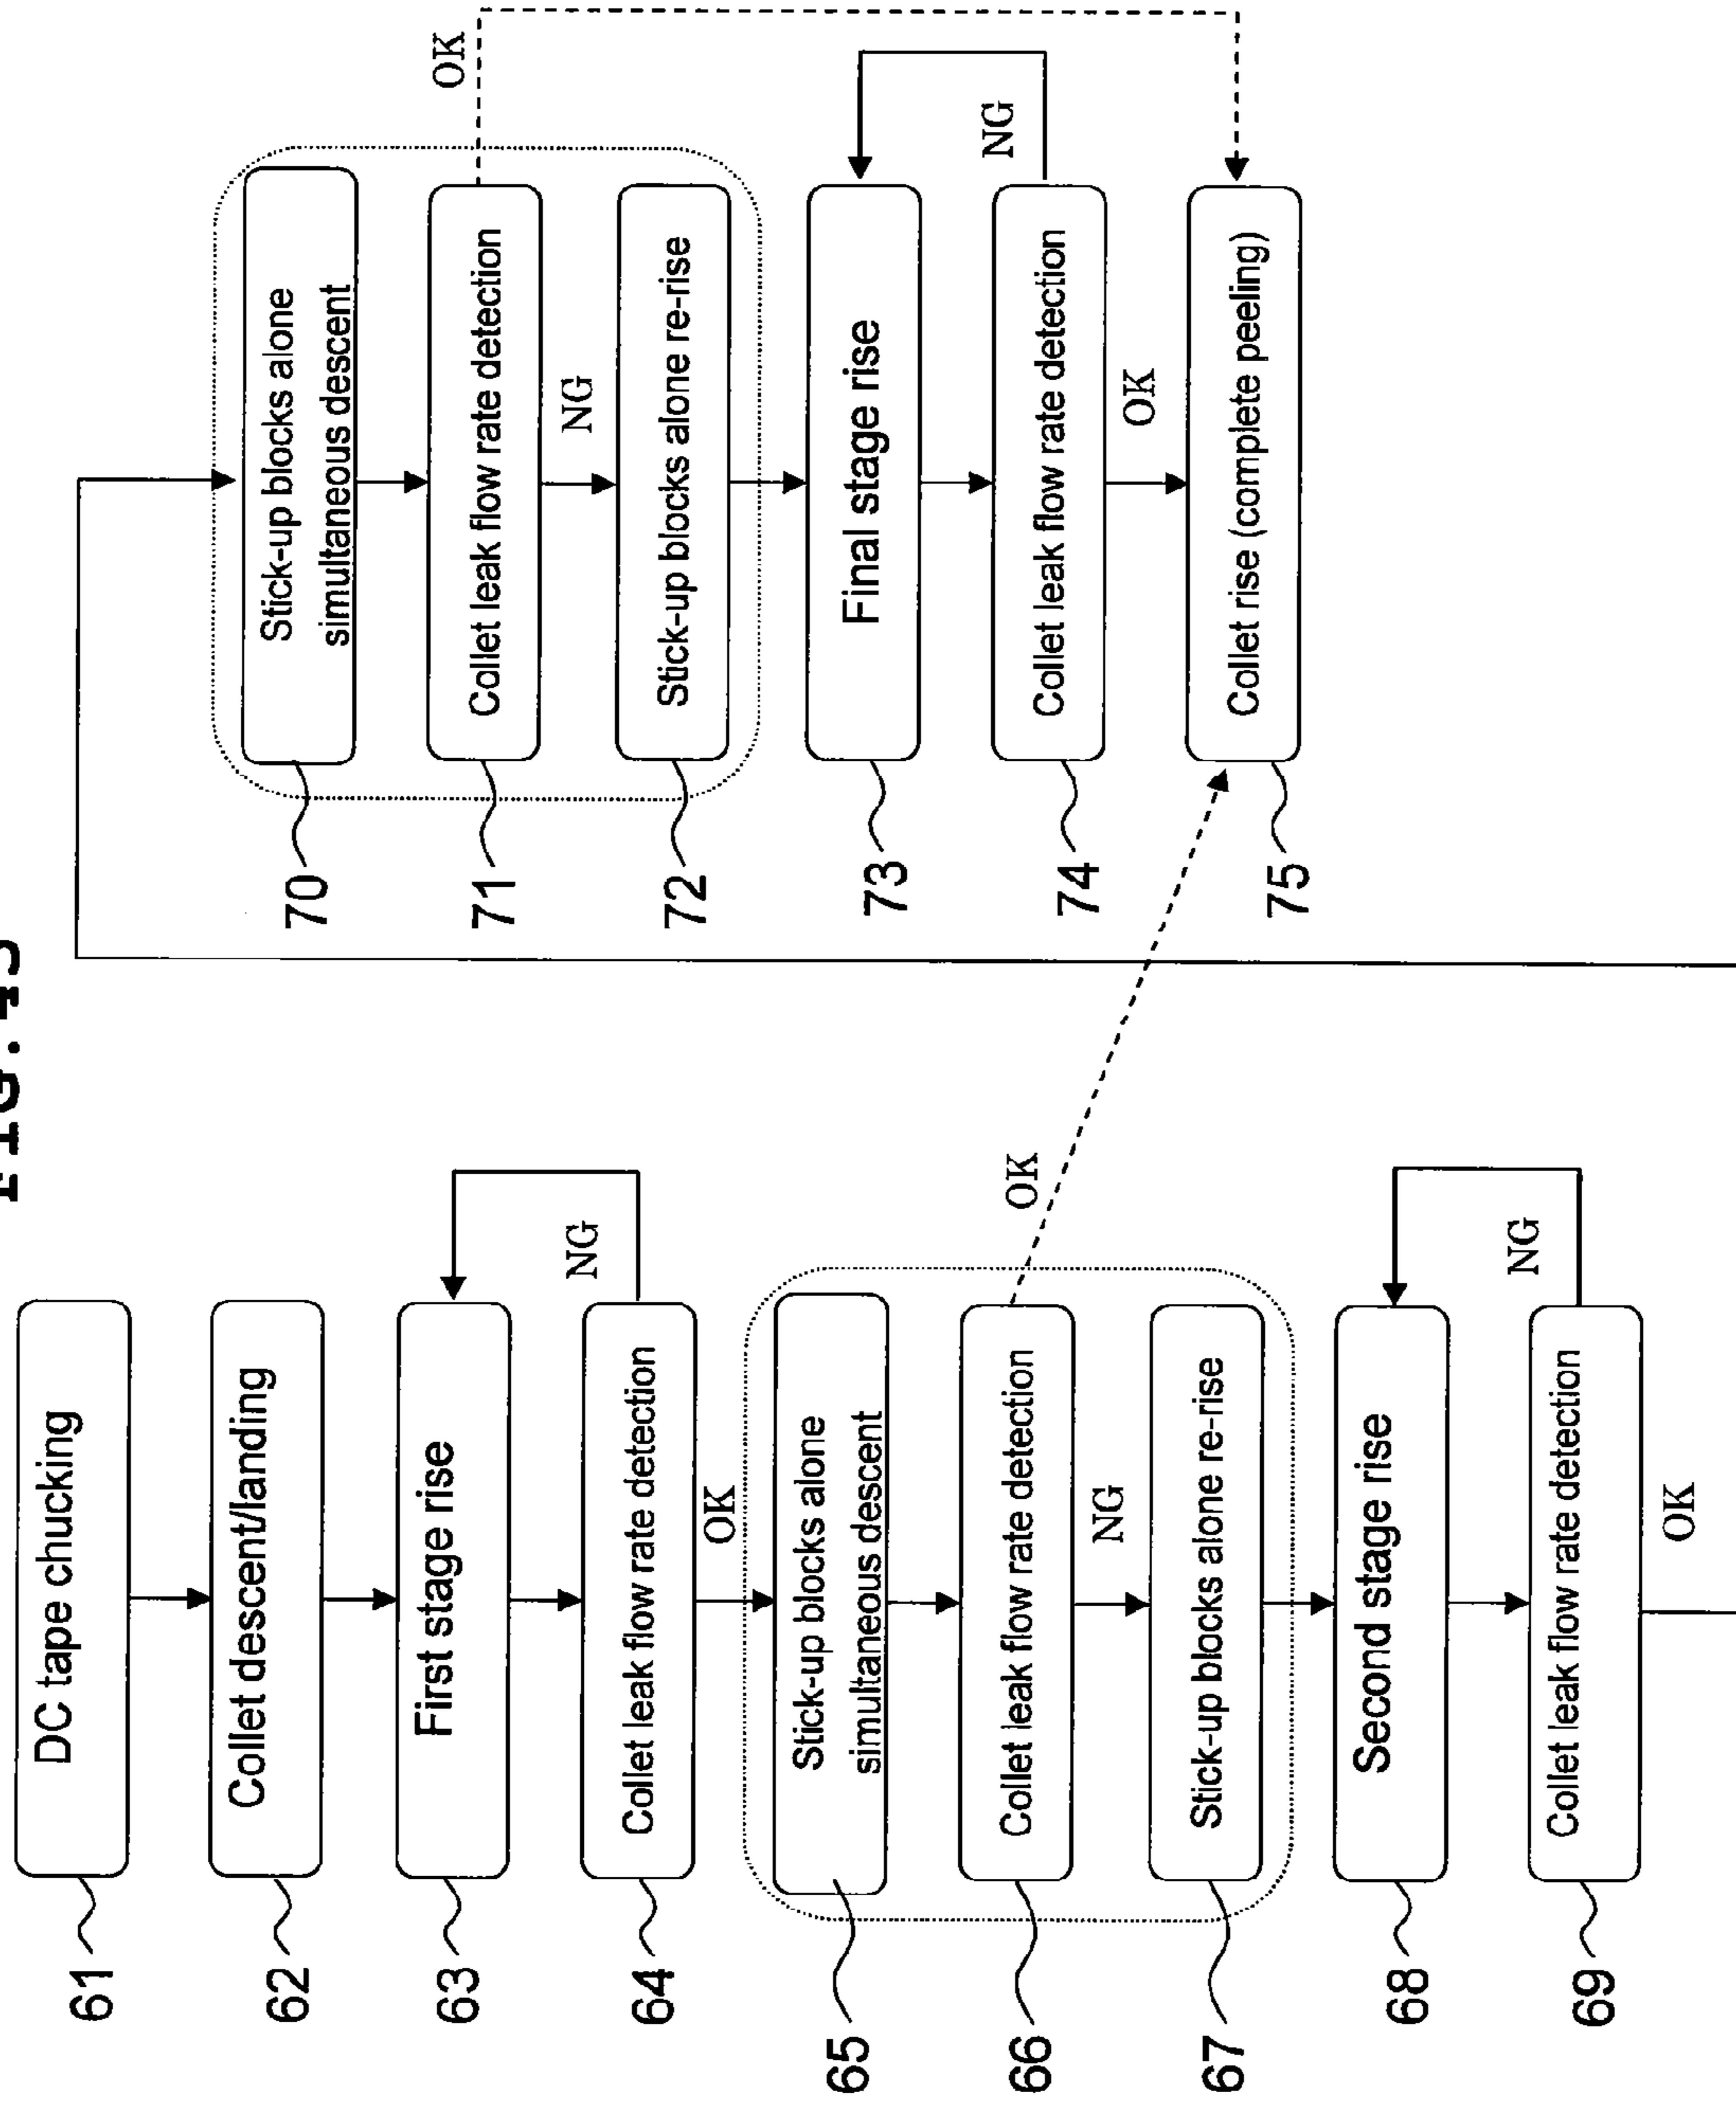 FIG.43
61
DC tape chucking
62
Collet descent/landing
63
First stage rise
64
Collet leak flow rate detection
NG
OK
65
Stick-up blocks alone
simultaneous descent
66
Collet leak flow rate detection
OK
NG
67
Stick-up blocks alone re-rise
68
Second stage rise
69
Collet leak flow rate detection
NG
OK
70
Stick-up blocks alone
simultaneous descent
71
Collet leak flow rate detection
OK
NG
72
Stick-up blocks alone re-rise
73
Final stage rise
74
Collet leak flow rate detection
NG
OK
75
Collet rise (complete peeling)